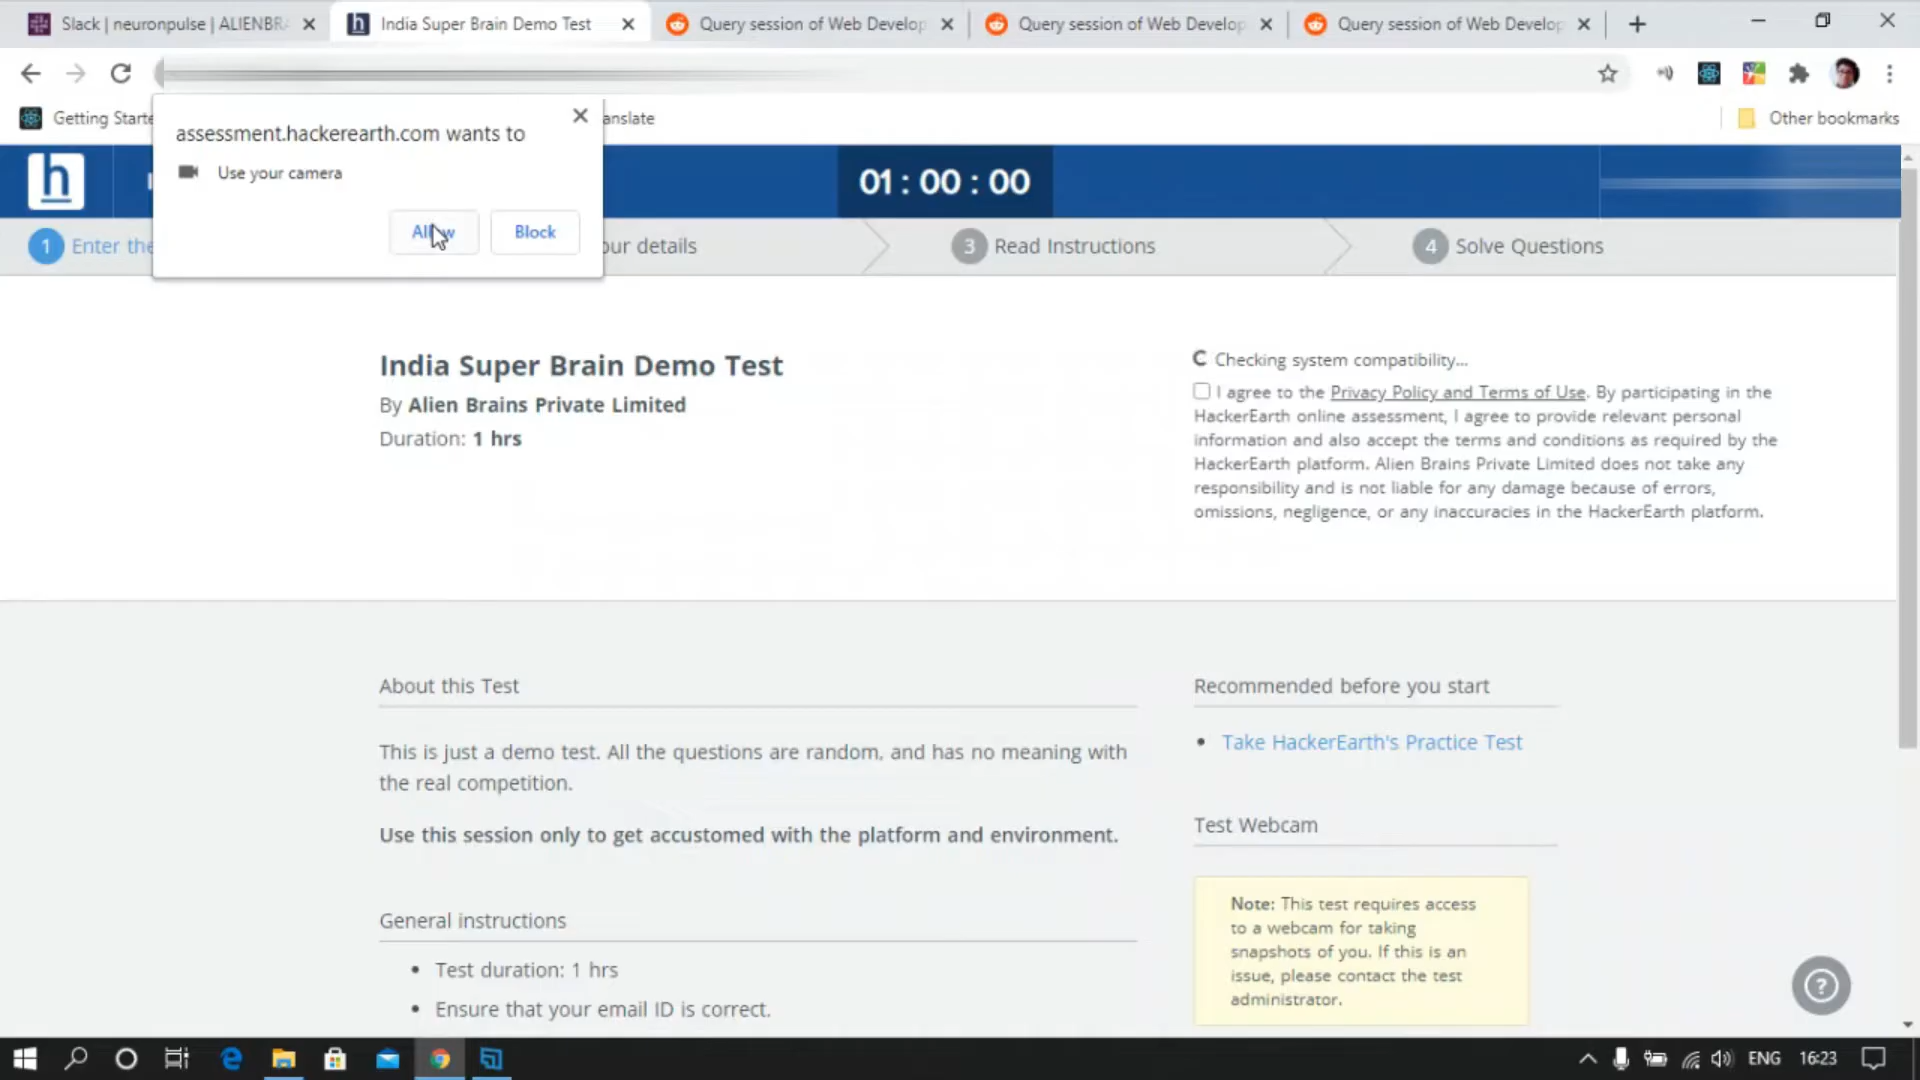 Slack | neuronpulse | ALIENBRA
India Super Brain Demo Test
Query session of Web Develop
Query session of Web Develop
Query session of Web Develop
Getting Starte
anslate
Other bookmarks
assessment.hackerearth.com wants to
Use your camera
Allow
Block
h
01 : 00 : 00
1 Enter the
our details
3 Read Instructions
4 Solve Questions
India Super Brain Demo Test
By Alien Brains Private Limited
Duration: 1 hrs
Checking system compatibility...
I agree to the Privacy Policy and Terms of Use. By participating in the
HackerEarth online assessment, I agree to provide relevant personal
information and also accept the terms and conditions as required by the
HackerEarth platform. Alien Brains Private Limited does not take any
responsibility and is not liable for any damage because of errors,
omissions, negligence, or any inaccuracies in the HackerEarth platform.
About this Test
This is just a demo test. All the questions are random, and has no meaning with
the real competition.
Use this session only to get accustomed with the platform and environment.
General instructions
• Test duration: 1 hrs
• Ensure that your email ID is correct.
Recommended before you start
• Take HackerEarth's Practice Test
Test Webcam
Note: This test requires access
to a webcam for taking
snapshots of you. If this is an
issue, please contact the test
administrator.
?
ENG
16:23